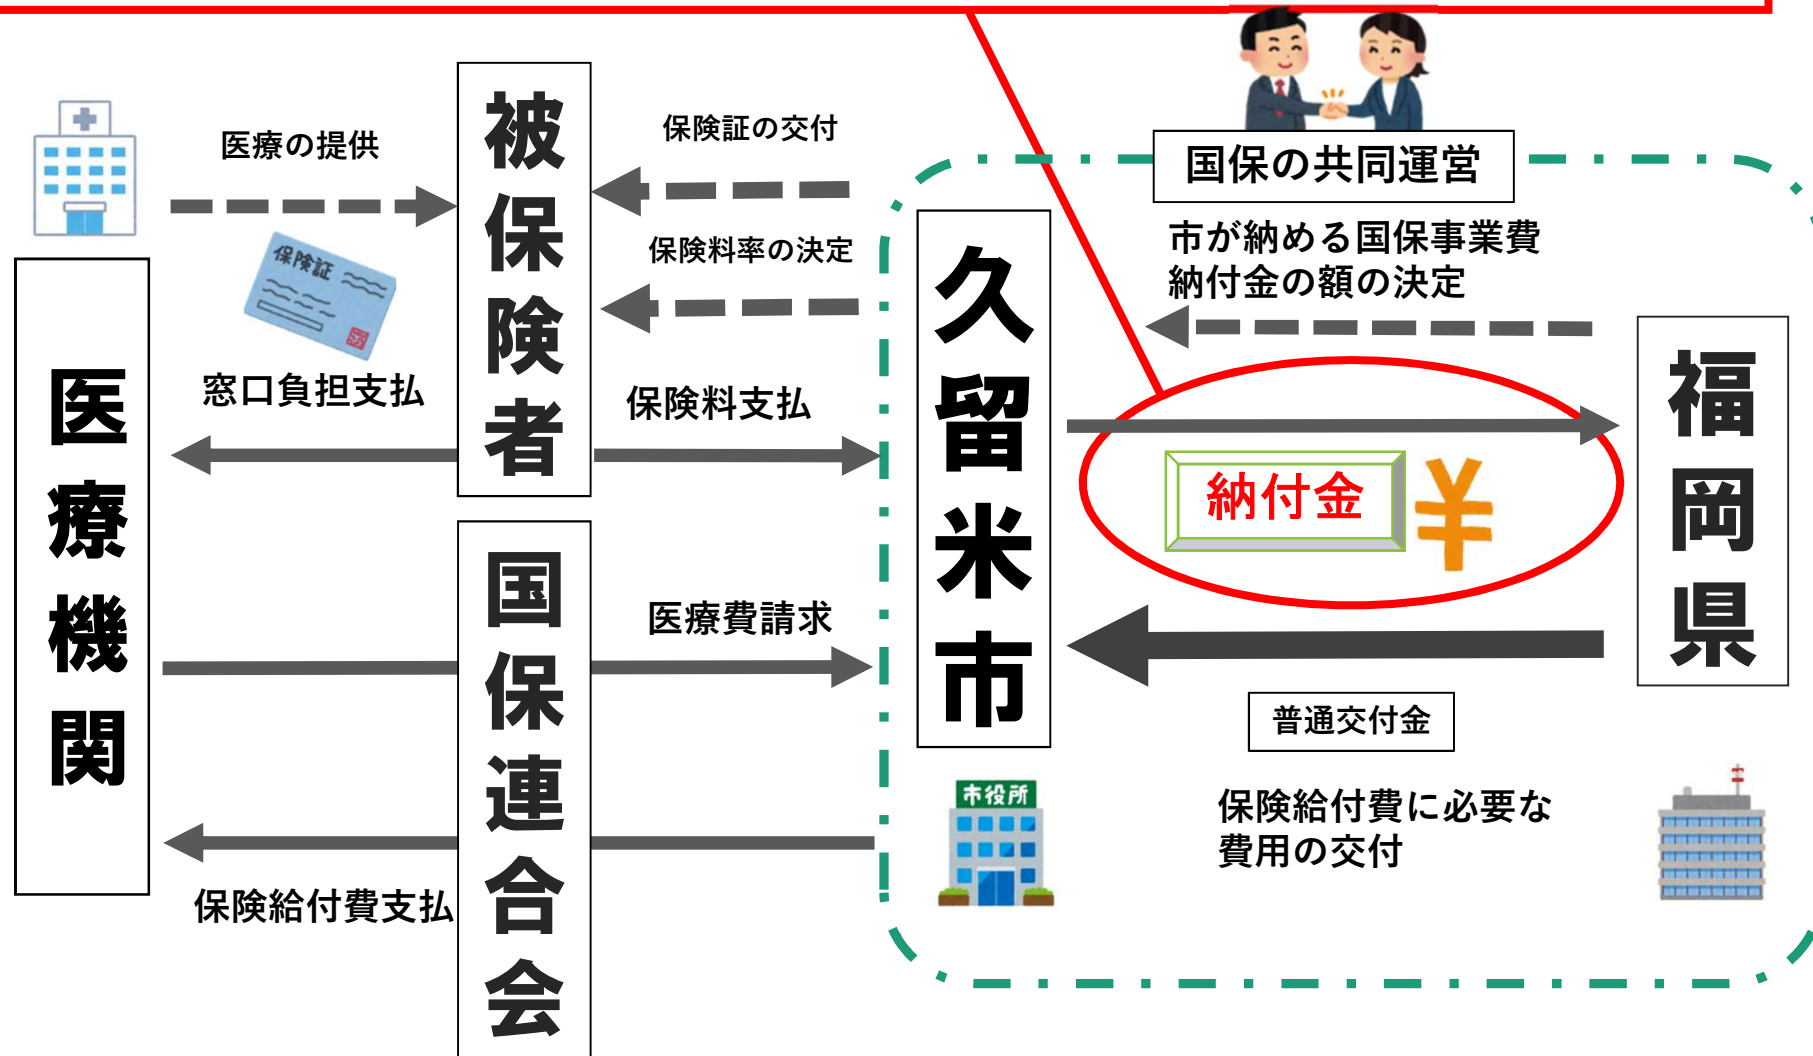 国保の共同運営
医療の提供
保険証の交付
被保険者
保険料率の決定
市が納める国保事業費
納付金の額の決定
保険証
久留米市
福岡県
医療機関
窓口負担支払
保険料支払
納付金
¥
国保連合会
医療費請求
普通交付金
市役所
保険給付費に必要な
費用の交付
保険給付費支払